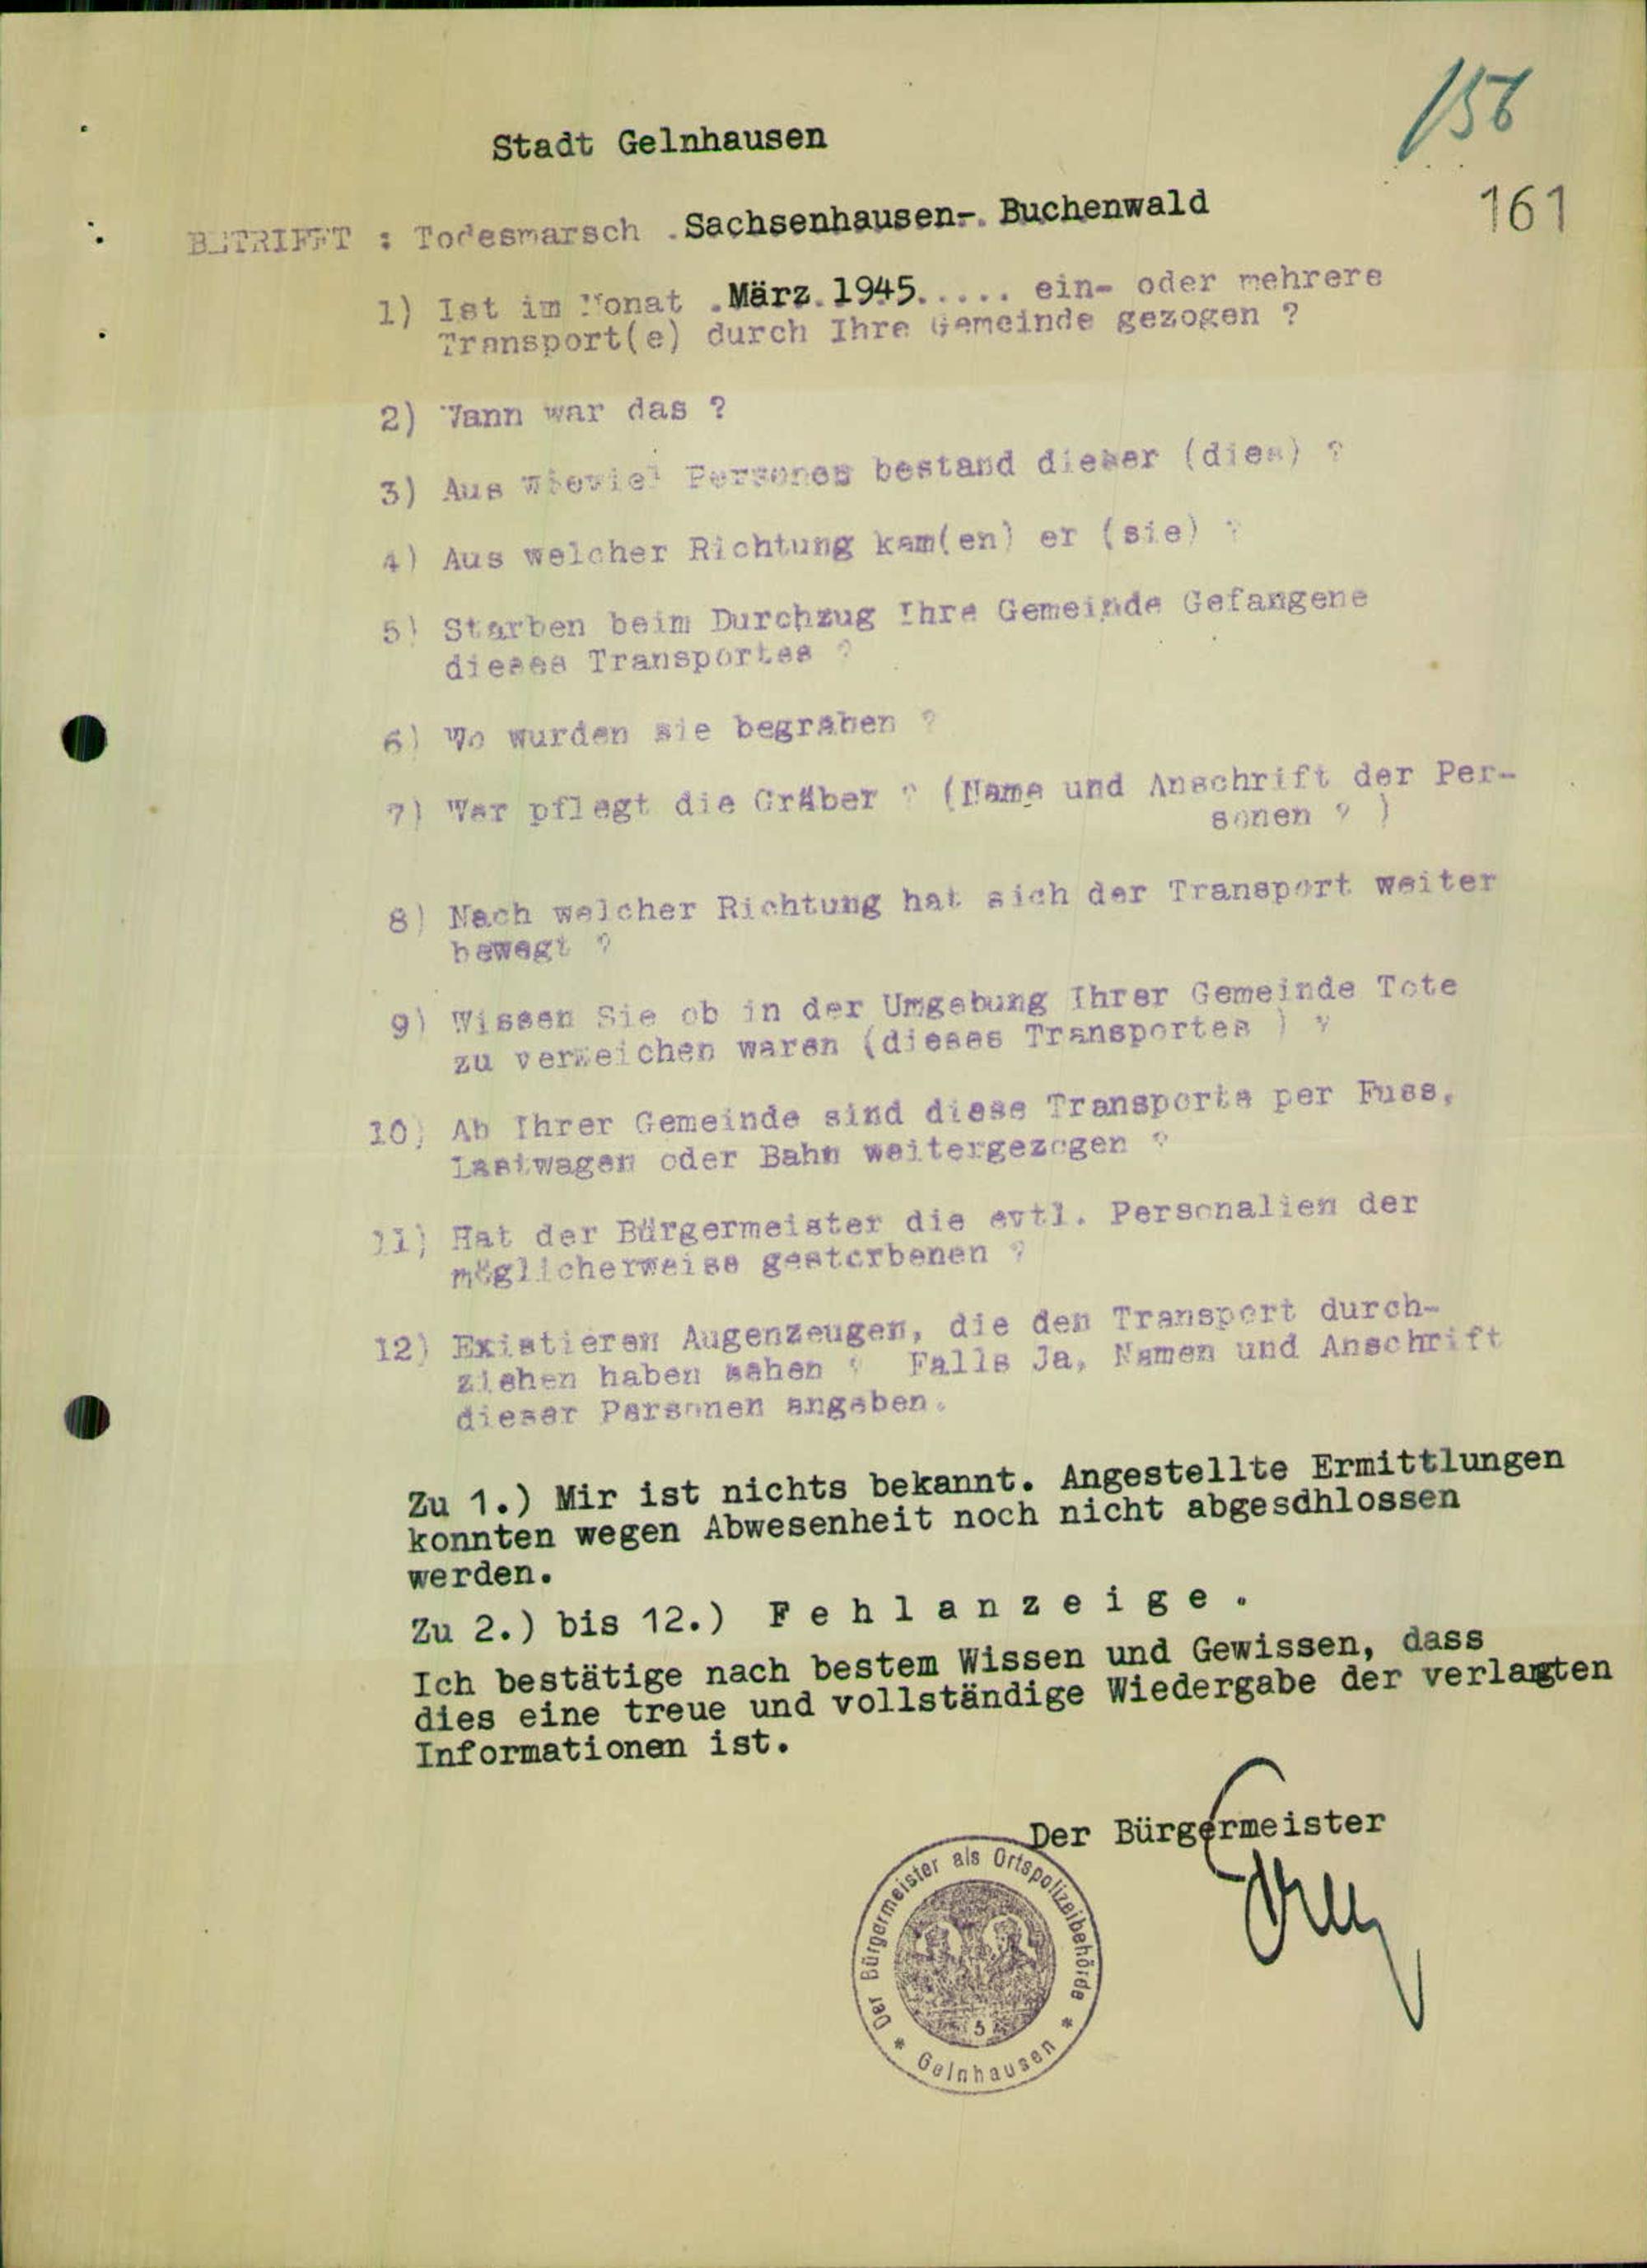 156
Stadt Gelnhausen
161
BETRIFFT : Todesmarsch .Sachsenhausen-. Buchenwald
1) Ist im Monat .März.1945..... ein- oder mehrere
Transport(e) durch Ihre Gemeinde gezogen ?
2) Wann war das ?
3) Aus wieviel Personen bestand dieser (dies) ?
4) Aus welcher Richtung kam(en) er (sie) ?
5) Starben beim Durchzug Ihre Gemeinde Gefangene
dieses Transportes ?
6) Wo wurden sie begraben ?
7) Wer pflegt die Gräber ? (Name und Anschrift der Per-
sonen ? )
8) Nach welcher Richtung hat sich der Transport weiter
bewegt ?
9) Wissen Sie ob in der Umgebung Ihrer Gemeinde Tote
zu verzeichen waren (dieses Transportes ) ?
10) Ab Ihrer Gemeinde sind diese Transporte per Fuss,
Lastwagen oder Bahn weitergezogen ?
11) Hat der Bürgermeister die evtl. Personalien der
möglicherweise gestorbenen ?
12) Existieren Augenzeugen, die den Transport durch-
ziehen haben sehen ? Falls Ja, Namen und Anschrift
dieser Personen angeben.
Zu 1.) Mir ist nichts bekannt. Angestellte Ermittlungen
konnten wegen Abwesenheit noch nicht abgesdhlossen
werden.
Zu 2.) bis 12.) F e h l a n z e i g e .
Ich bestätige nach bestem Wissen und Gewissen, dass
dies eine treue und vollständige Wiedergabe der verlangten
Informationen ist.
Der Bürgermeister
Der Bürgermeister als Ortspolizeibehörde
5
* Gelnhausen *